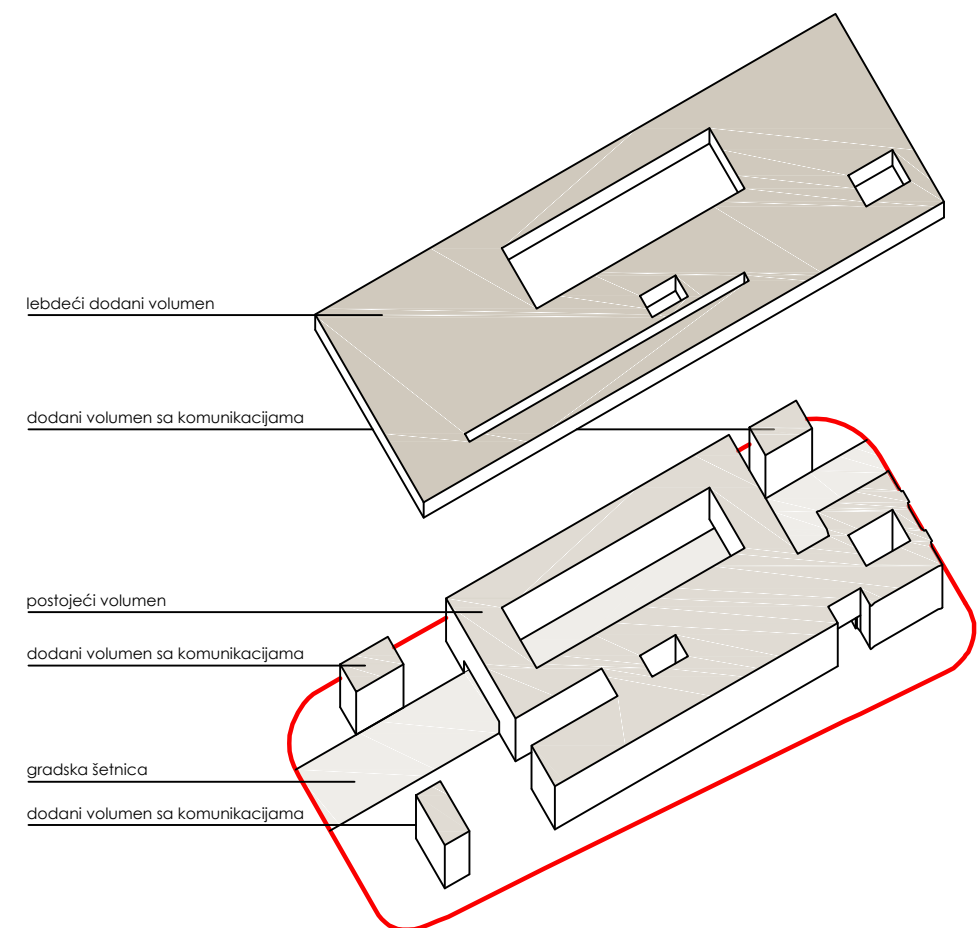 lebdeći dodani volumen
dodani volumen sa komunikacijama
postojeći volumen
dodani volumen sa komunikacijama
gradska šetnica
dodani volumen sa komunikacijama